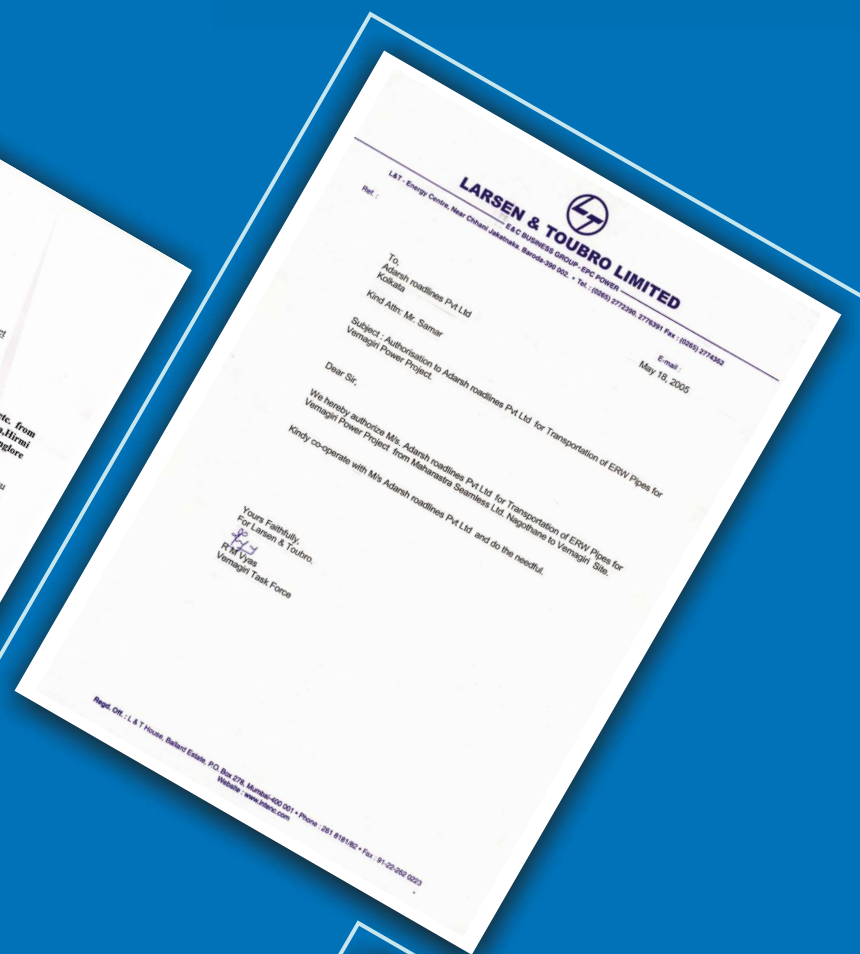 etc. from
a,Hirmi
nglore
LARSEN & TOUBRO LIMITED
E&C BUSINESS GROUP - EPC POWER
L&T - Energy Centre, Near Chhani Jakatnaka, Baroda-390 002. • Tel. : (0265) 2772390, 2776391 Fax : (0265) 2774362
Ref. :
E-mail :
May 18, 2005
To,
Adarsh roadlines Pvt Ltd
Kolkata
Kind Attn: Mr. Samar
Subject : Authorisation to Adarsh roadlines Pvt Ltd for Transportation of ERW Pipes for
Vemagiri Power Project.
Dear Sir,
We hereby authorize M/s. Adarsh roadlines Pvt Ltd for Transportation of ERW Pipes for
Vemagiri Power Project from Maharastra Seamless Ltd. Nagothane to Vemagiri Site.
Kindy co-operate with M/s Adarsh roadlines Pvt Ltd and do the needful.
Yours Faithfully,
For Larsen & Toubro.
R M Vyas
Vemagiri Task Force
Regd. Off. : L & T House, Ballard Estate, P.O. Box 278, Mumbai-400 001 • Phone : 261 8181/82 • Fax : 91-22-262 0223
Website : www.lntenc.com